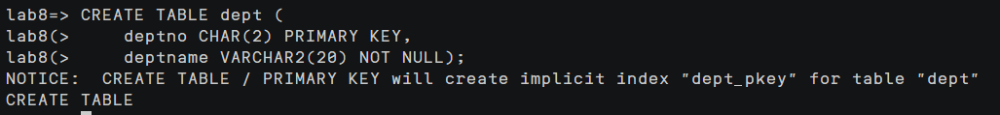 lab8=> CREATE TABLE dept (
lab8(>     deptno CHAR(2) PRIMARY KEY,
lab8(>     deptname VARCHAR2(20) NOT NULL);
NOTICE:  CREATE TABLE / PRIMARY KEY will create implicit index "dept_pkey" for table "dept"
CREATE TABLE